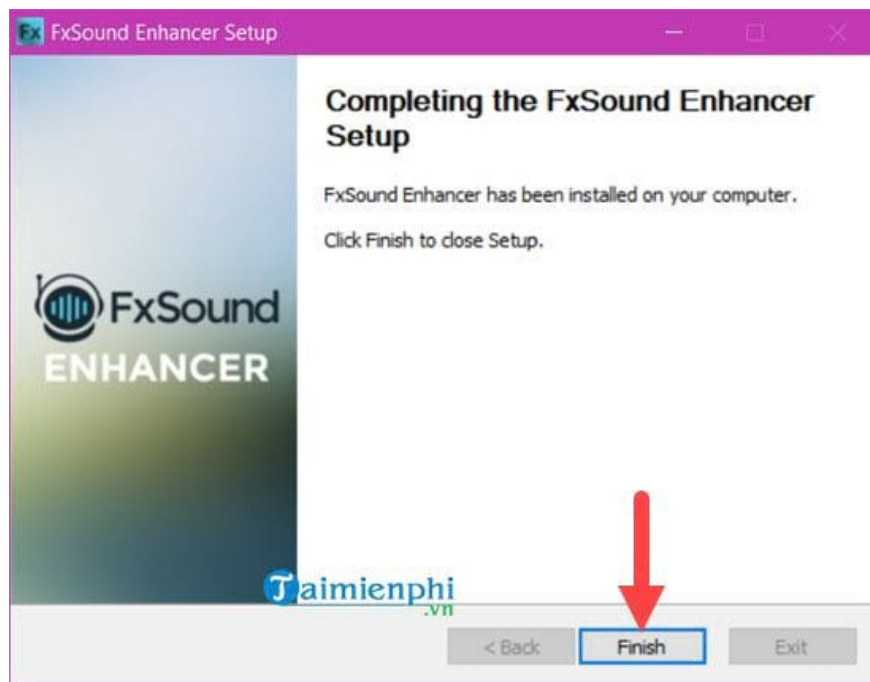 Fx FxSound Enhancer Setup
Completing the FxSound Enhancer
Setup
FxSound Enhancer has been installed on your computer.
Click Finish to close Setup.
FxSound
ENHANCER
Taimienphi
.vn
< Back
Finish
Exit